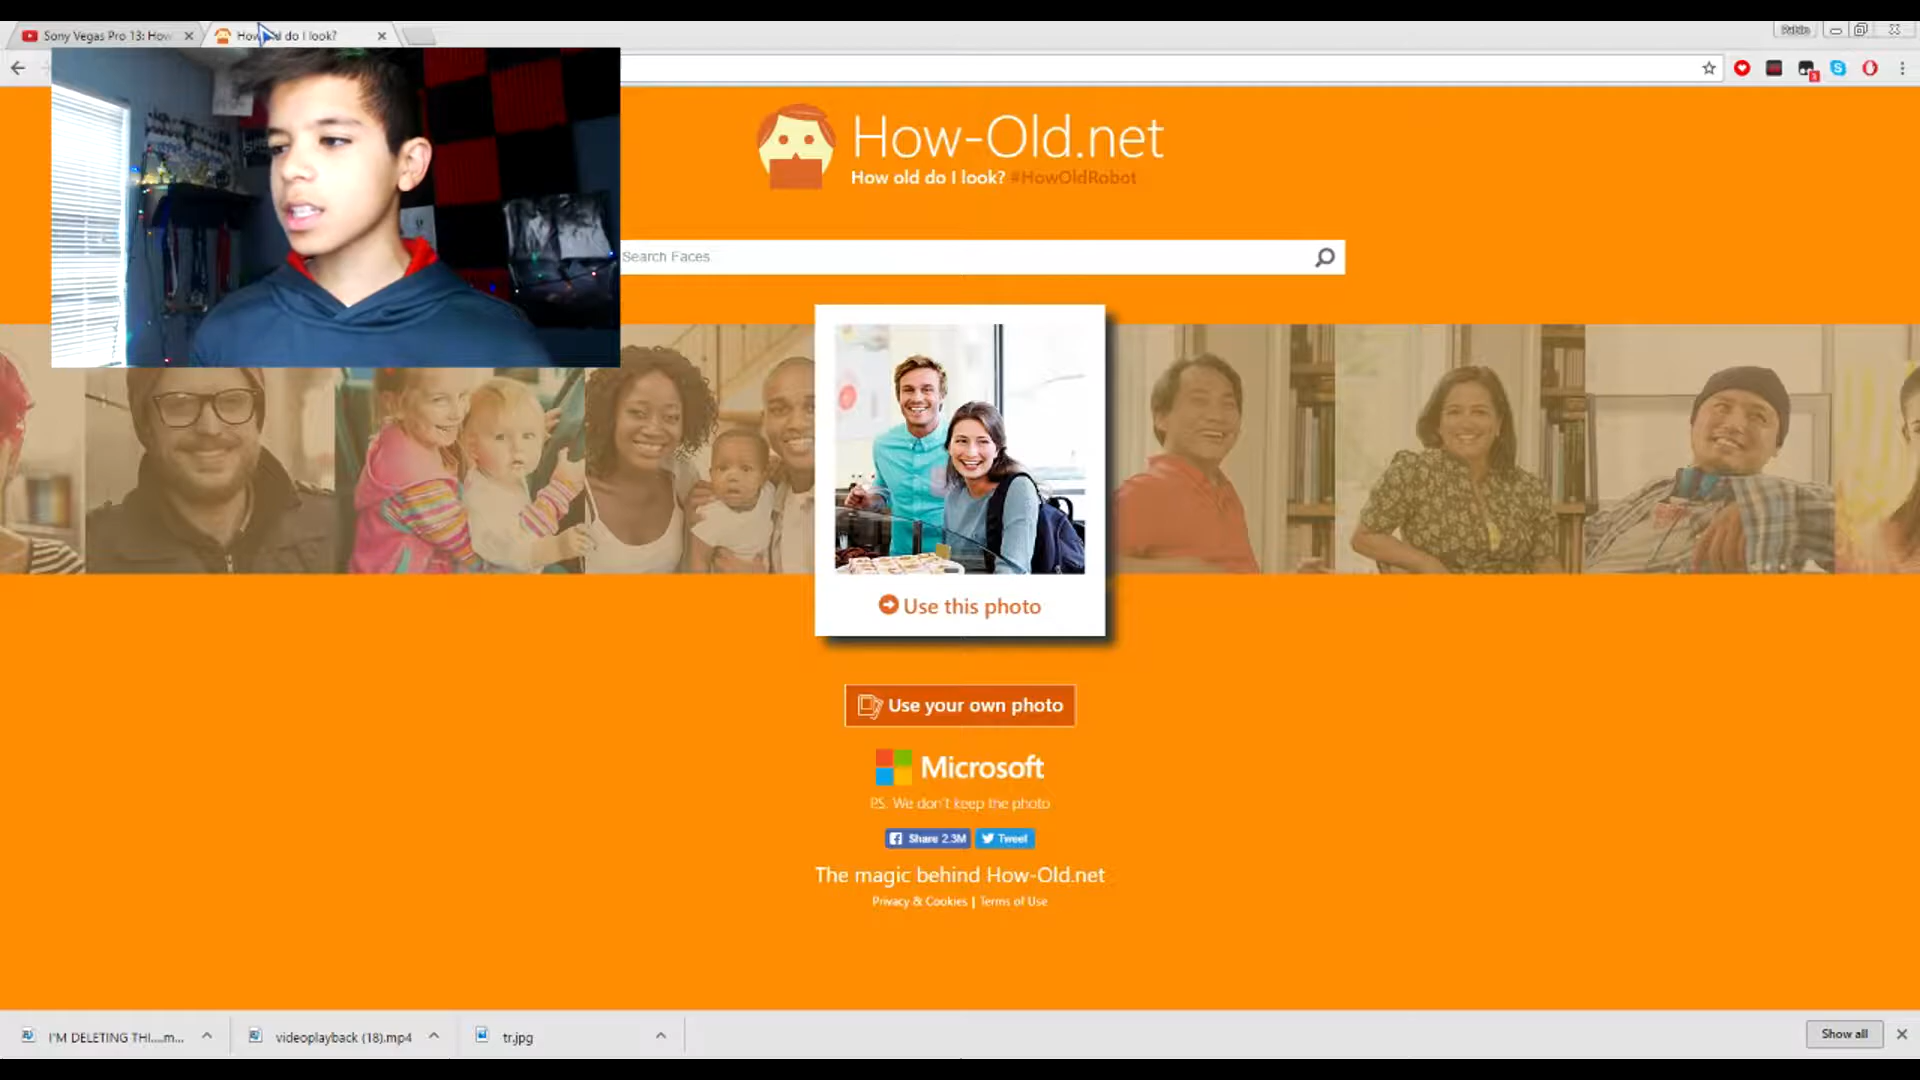 Sony Vegas Pro 13: How
How old do I look?
Pablo
How-Old.net
How old do I look? #HowOldRobot
Search Faces
Use this photo
Use your own photo
Microsoft
P.S. We don't keep the photo
Share 2.3M
Tweet
The magic behind How-Old.net
Privacy & Cookies | Terms of Use
I'M DELETING THI....m...
videoplayback (18).mp4
tr.jpg
Show all